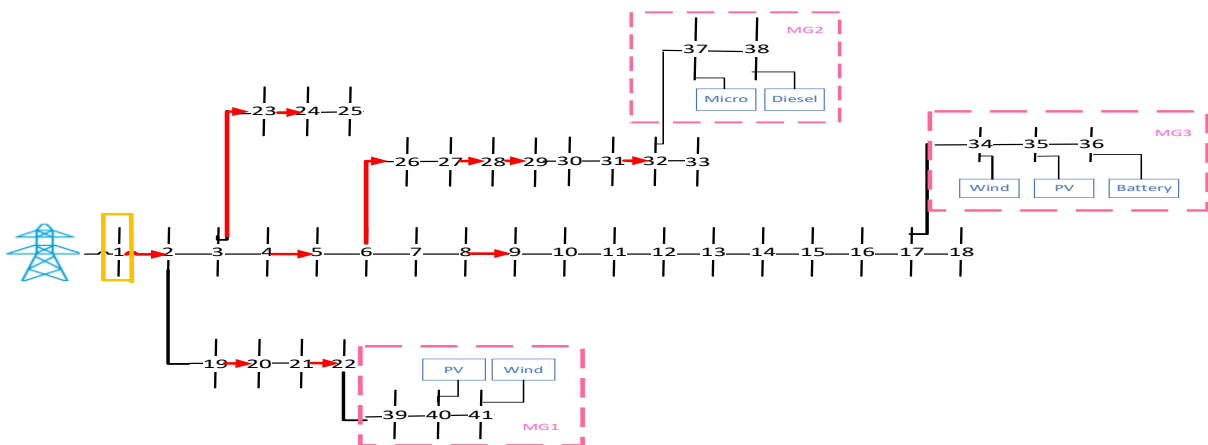 MG2
37 38
Micro Diesel
23 24 25
MG3
34 35 36
Wind PV Battery
26 27 28 29 30 31 32 33
1 2 3 4 5 6 7 8 9 10 11 12 13 14 15 16 17 18
19 20 21 22
PV Wind
39 40 41
MG1